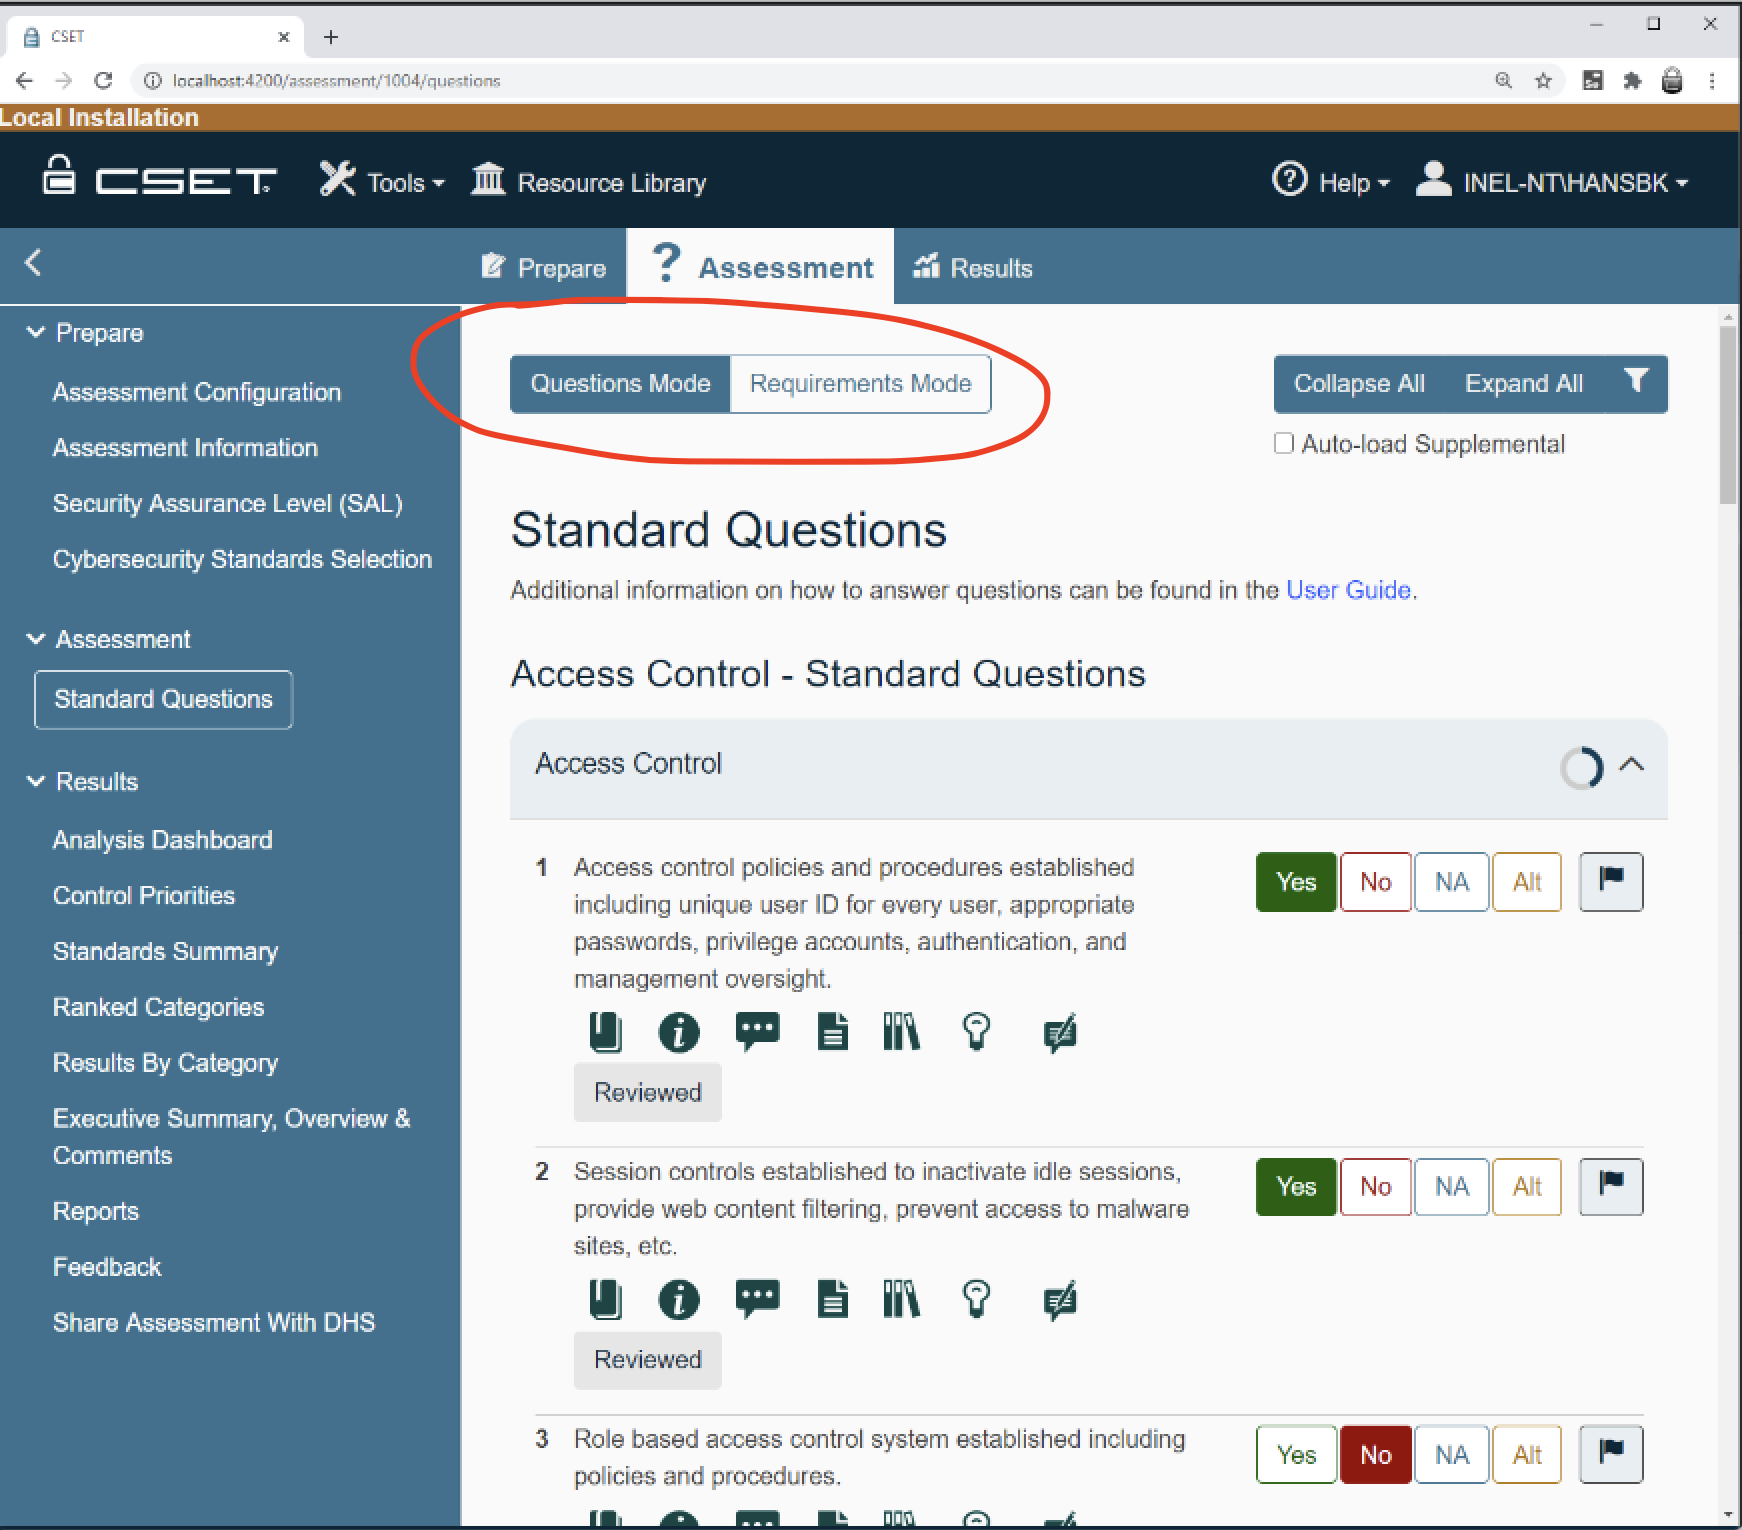 CSET
localhost:4200/assessment/1004/questions
Local Installation
CSET Tools Resource Library Help INEL-NT\HANSBK
Prepare ? Assessment Results
Prepare
Assessment Configuration
Assessment Information
Security Assurance Level (SAL)
Cybersecurity Standards Selection
Assessment
Standard Questions
Results
Analysis Dashboard
Control Priorities
Standards Summary
Ranked Categories
Results By Category
Executive Summary, Overview &
Comments
Reports
Feedback
Share Assessment With DHS
Questions Mode Requirements Mode
Collapse All Expand All
Auto-load Supplemental
Standard Questions
Additional information on how to answer questions can be found in the User Guide.
Access Control - Standard Questions
Access Control
1 Access control policies and procedures established
including unique user ID for every user, appropriate
passwords, privilege accounts, authentication, and
management oversight.
Yes No NA Alt
Reviewed
2 Session controls established to inactivate idle sessions,
provide web content filtering, prevent access to malware
sites, etc.
Yes No NA Alt
Reviewed
3 Role based access control system established including
policies and procedures.
Yes No NA Alt